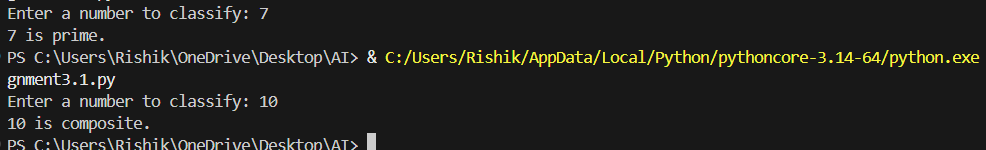 Enter a number to classify: 7
7 is prime.
PS C:\Users\Rishik\OneDrive\Desktop\AI> & C:/Users/Rishik/AppData/Local/Python/pythoncore-3.14-64/python.exe
gnment3.1.py
Enter a number to classify: 10
10 is composite.
PS C:\Users\Rishik\OneDrive\Desktop\AI>